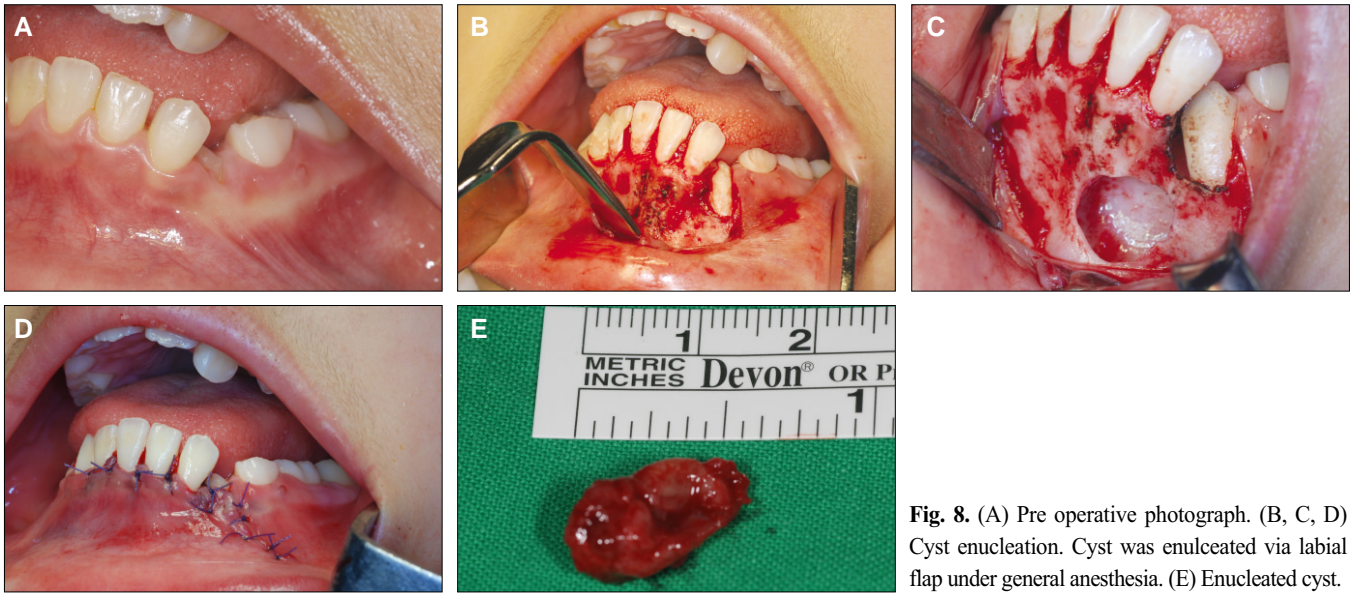 A
B
C
D
E
1 2
METRIC
INCHES Devon® OR P
1
Fig. 8. (A) Pre operative photograph. (B, C, D)
Cyst enucleation. Cyst was enulceated via labial
flap under general anesthesia. (E) Enucleated cyst.